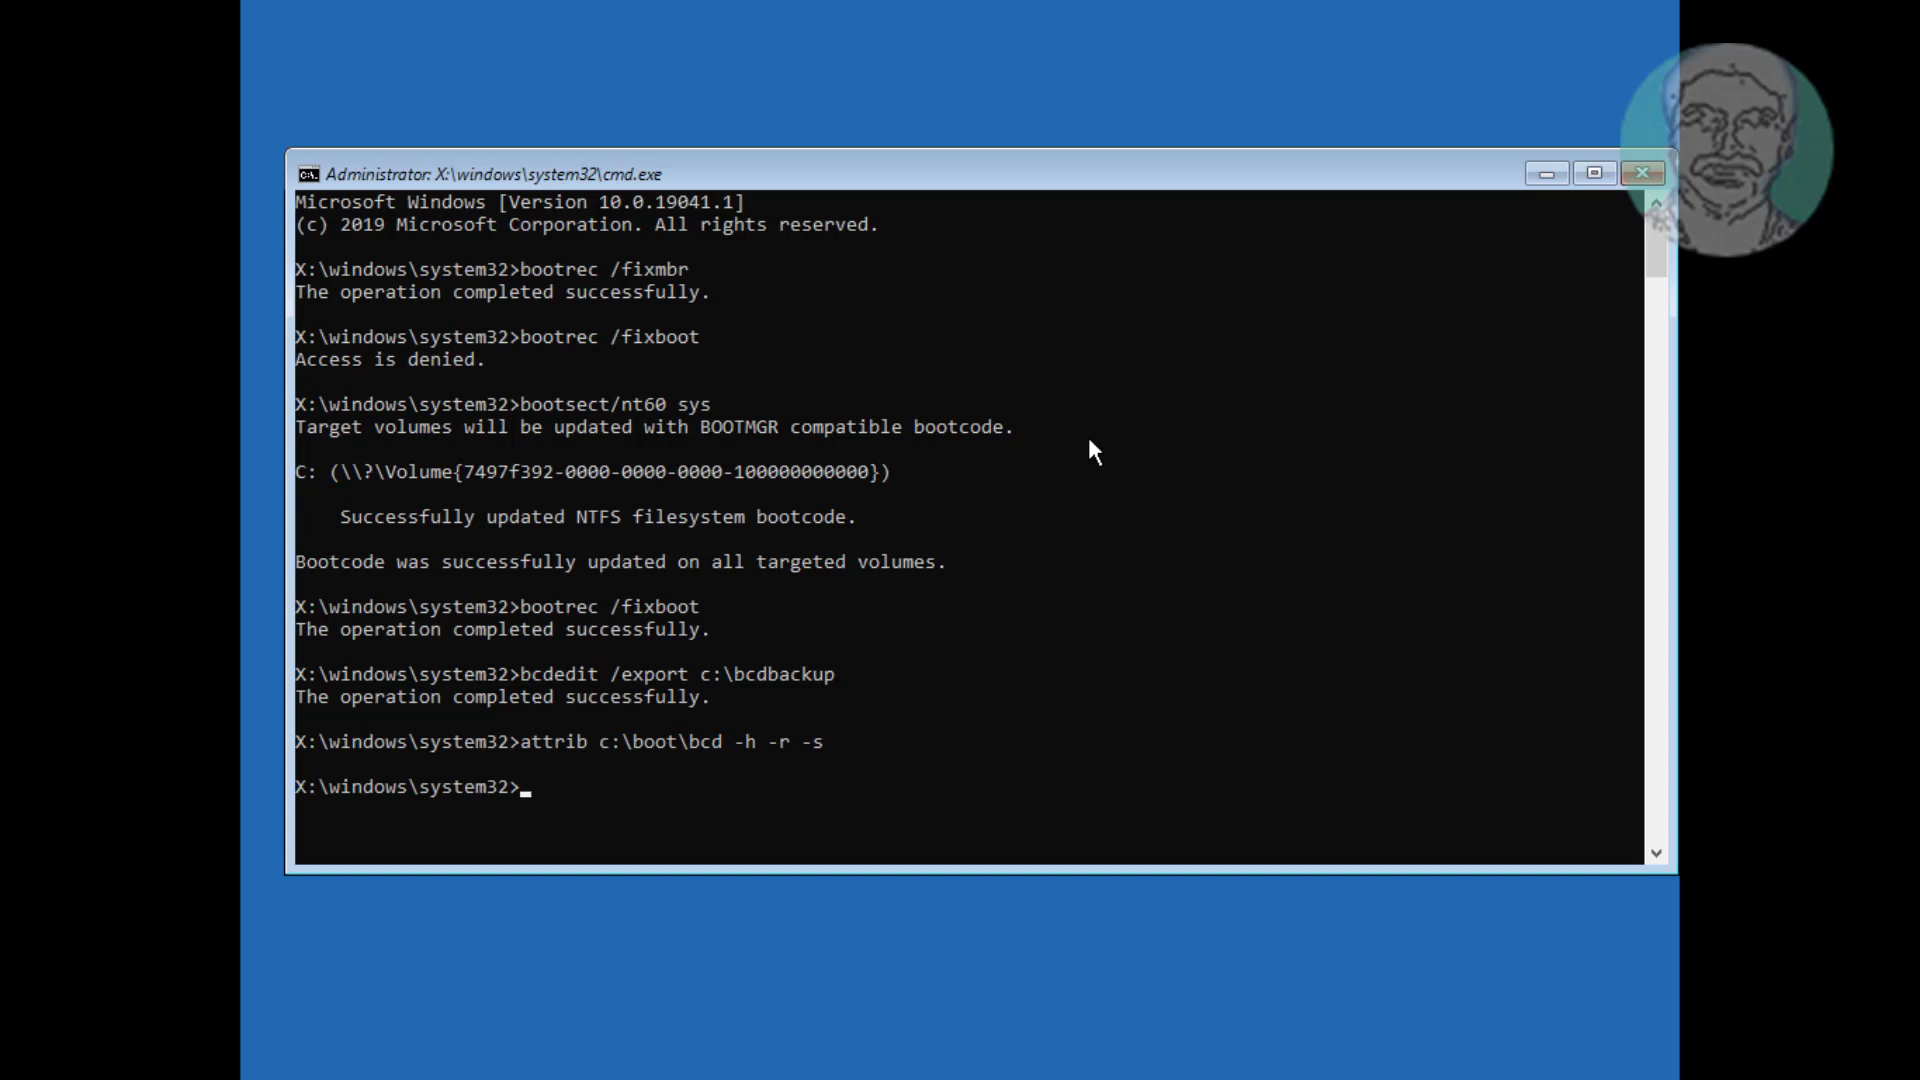 Administrator: X:\windows\system32\cmd.exe
Microsoft Windows [Version 10.0.19041.1]
(c) 2019 Microsoft Corporation. All rights reserved.
X:\windows\system32>bootrec /fixmbr
The operation completed successfully.
X:\windows\system32>bootrec /fixboot
Access is denied.
X:\windows\system32>bootsect/nt60 sys
Target volumes will be updated with BOOTMGR compatible bootcode.
C: (\\?\Volume{7497f392-0000-0000-0000-100000000000})
Successfully updated NTFS filesystem bootcode.
Bootcode was successfully updated on all targeted volumes.
X:\windows\system32>bootrec /fixboot
The operation completed successfully.
X:\windows\system32>bcdedit /export c:\bcdbackup
The operation completed successfully.
X:\windows\system32>attrib c:\boot\bcd -h -r -s
X:\windows\system32>